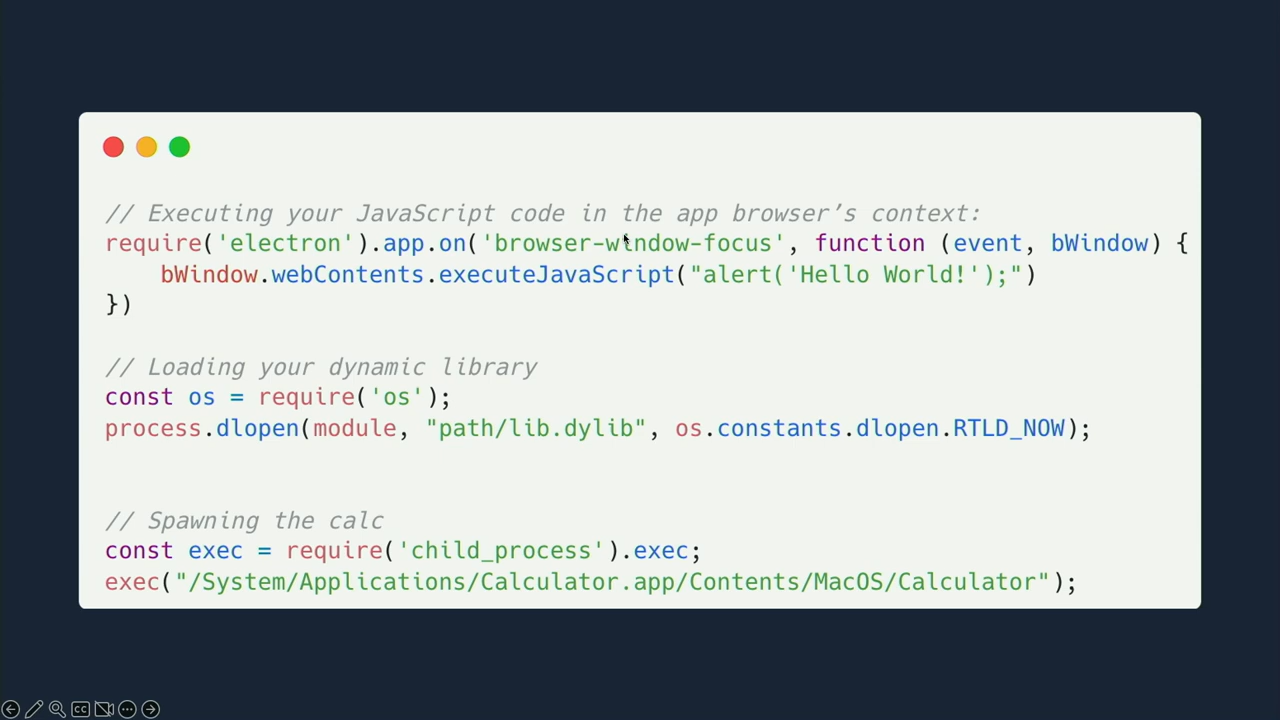 // Executing your JavaScript code in the app browser’s context:
require('electron').app.on('browser-window-focus', function (event, bWindow) {
    bWindow.webContents.executeJavaScript("alert('Hello World!');")
})
// Loading your dynamic library
const os = require('os');
process.dlopen(module, "path/lib.dylib", os.constants.dlopen.RTLD_NOW);
// Spawning the calc
const exec = require('child_process').exec;
exec("/System/Applications/Calculator.app/Contents/MacOS/Calculator");
CC